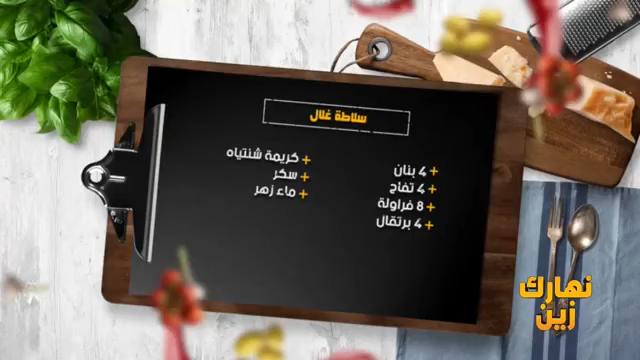 سلاطة غلال
+ 4 بنان
+ 4 تفاح
+ 8 فراولة
+ 4 برتقال
+ كريمة شنتياه
+ سكر
+ ماء زهر
نهارك
زين